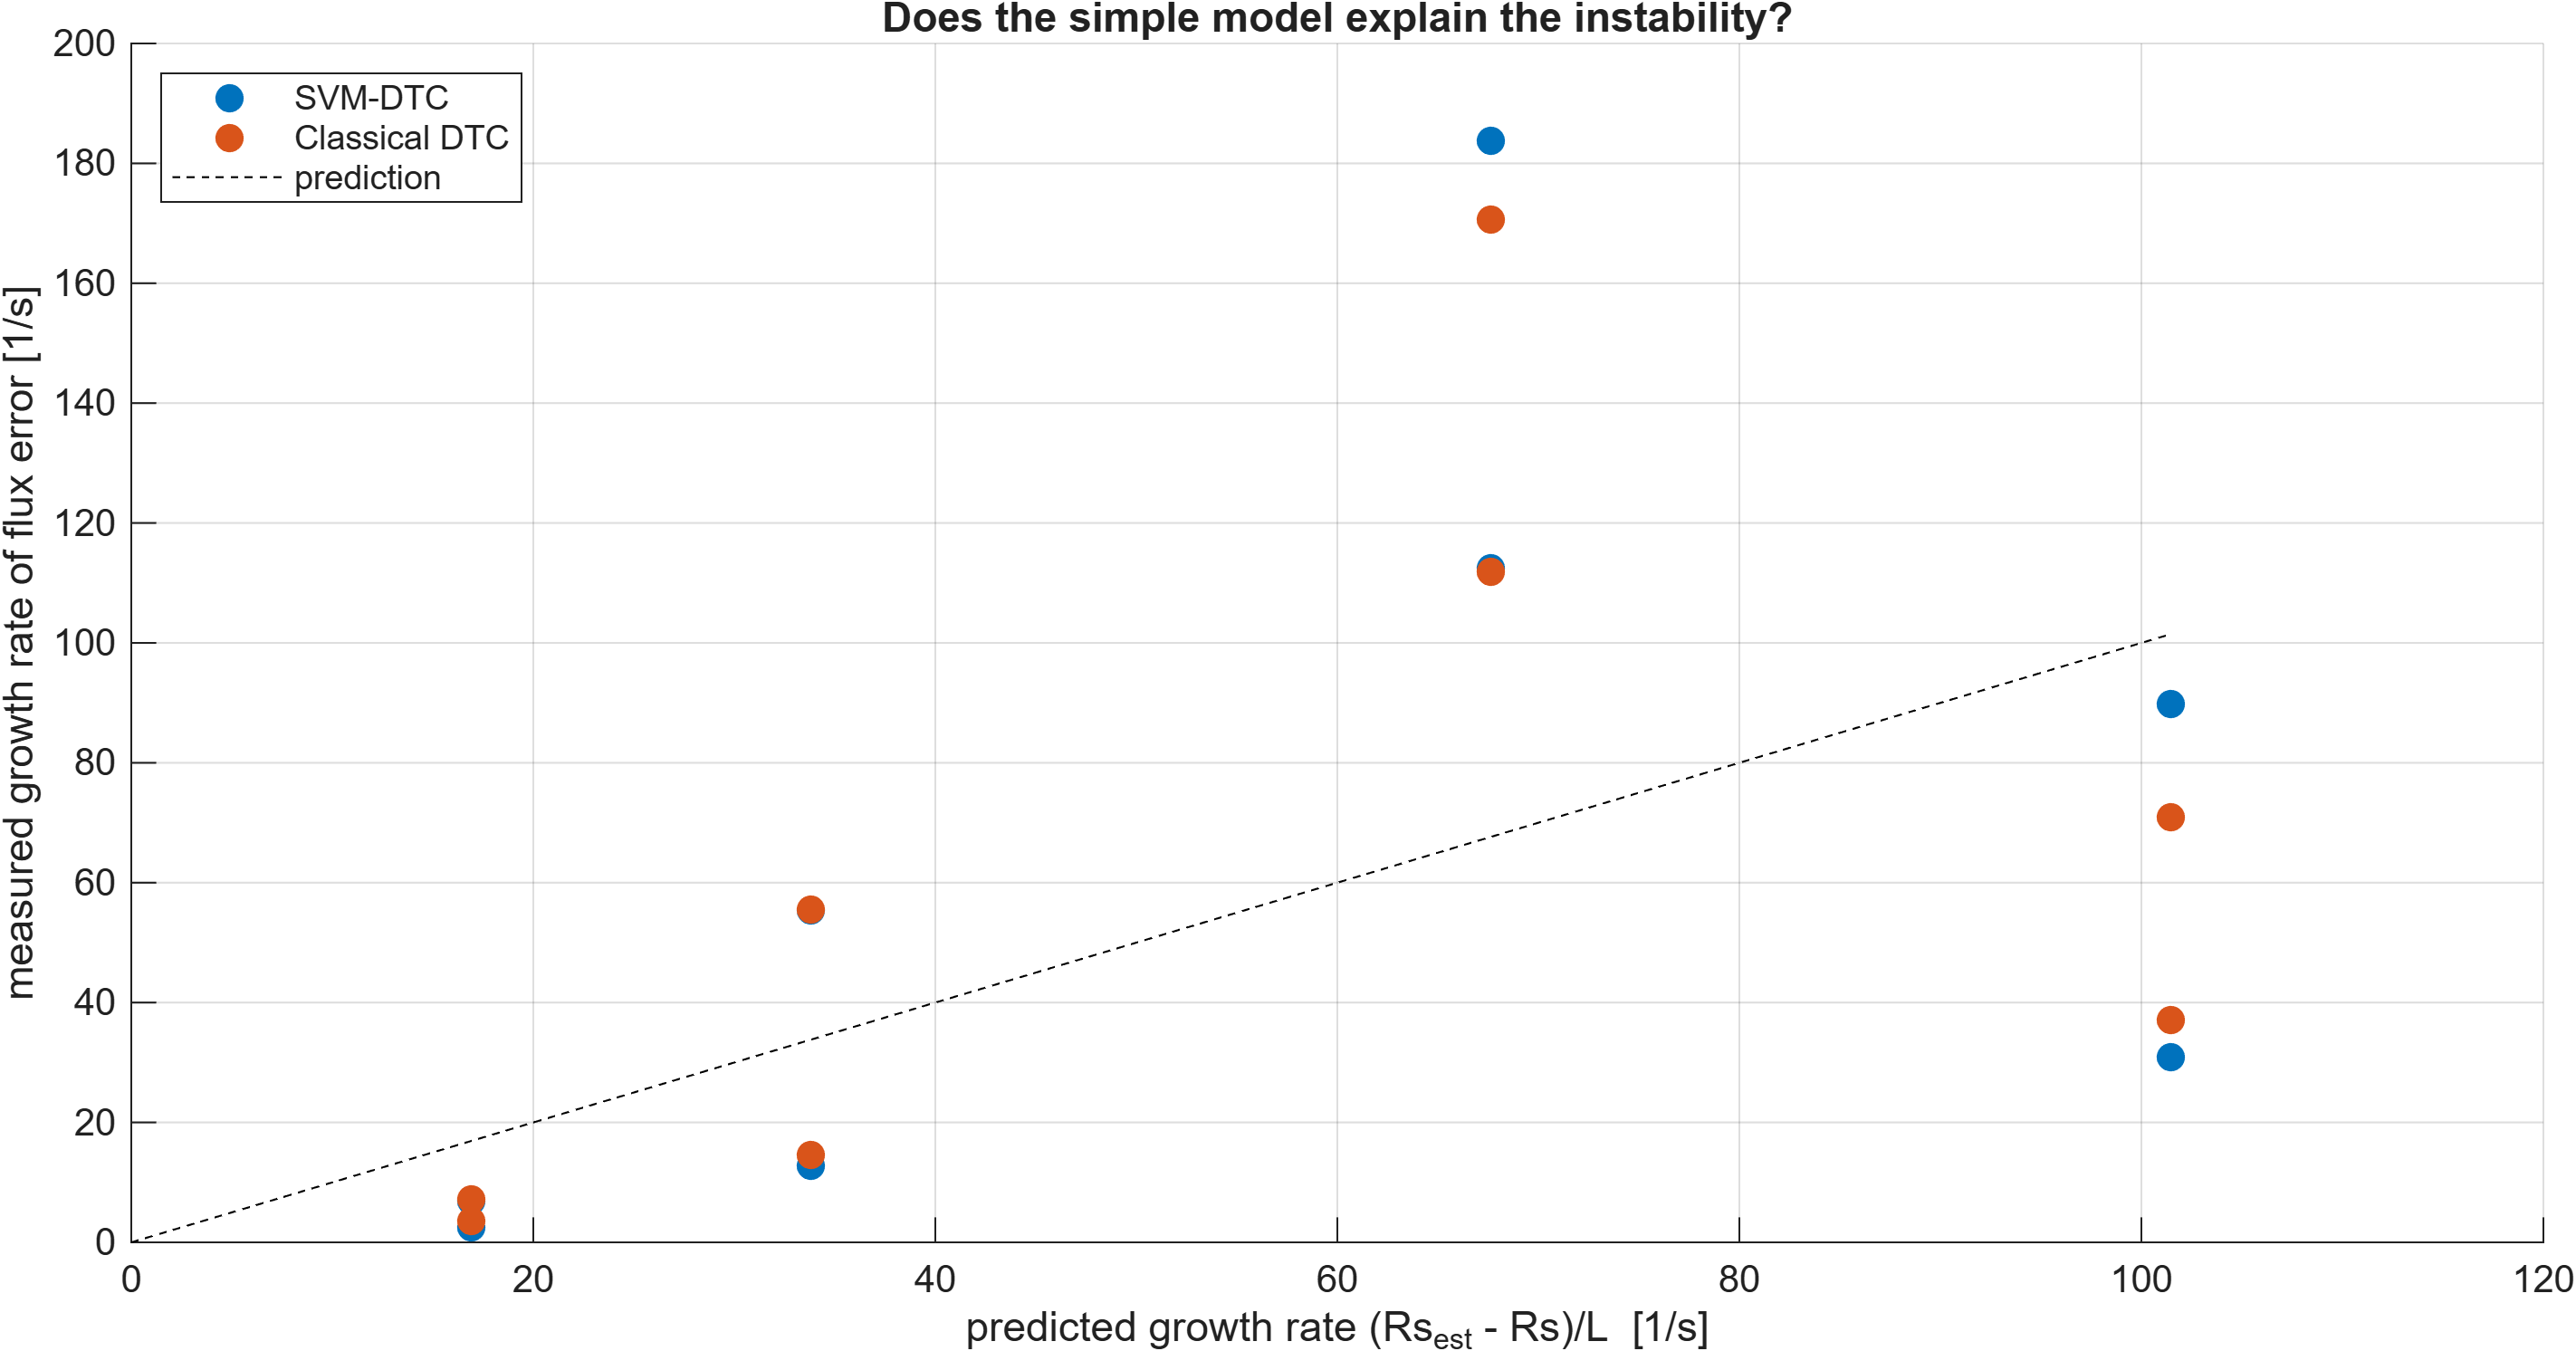 Does the simple model explain the instability?
200
180
160
140
120
100
80
60
40
20
0
SVM-DTC
Classical DTC
prediction
measured growth rate of flux error [1/s]
0 20 40 60 80 100 120
predicted growth rate (Rsest - Rs)/L [1/s]